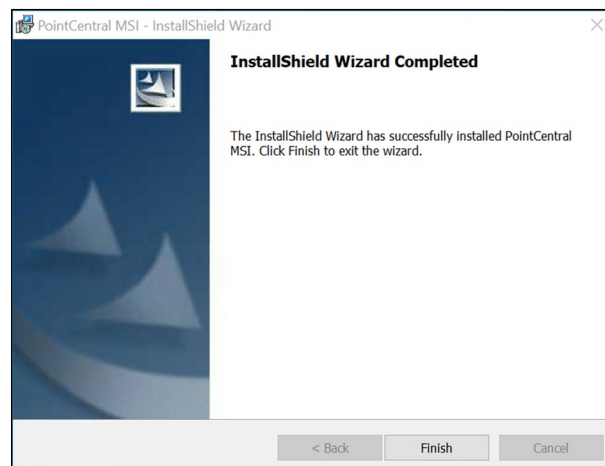 PointCentral MSI - InstallShield Wizard
InstallShield Wizard Completed
The InstallShield Wizard has successfully installed PointCentral
MSI. Click Finish to exit the wizard.
< Back Finish Cancel